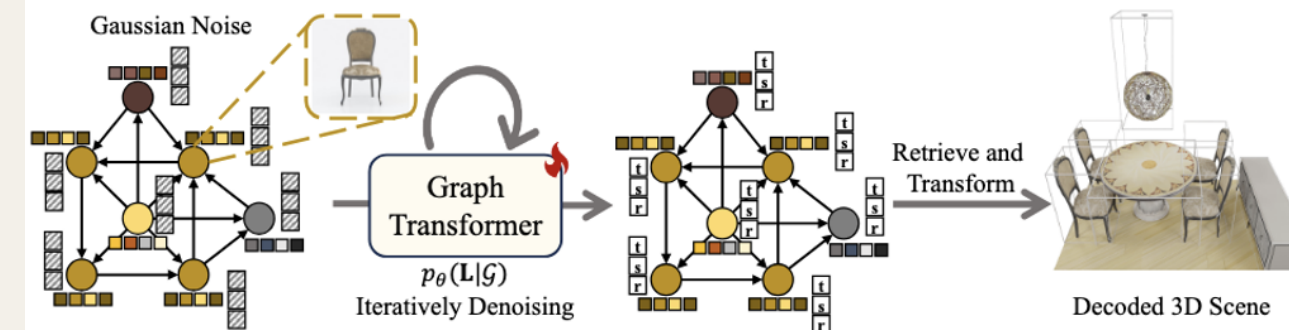 Gaussian Noise
Graph
Transformer
pθ(L|𝒢)
Iteratively Denoising
t
s
r
t
s
r
t
s
r
t
s
r
t
s
r
t
s
r
t
s
r
Retrieve and
Transform
Decoded 3D Scene